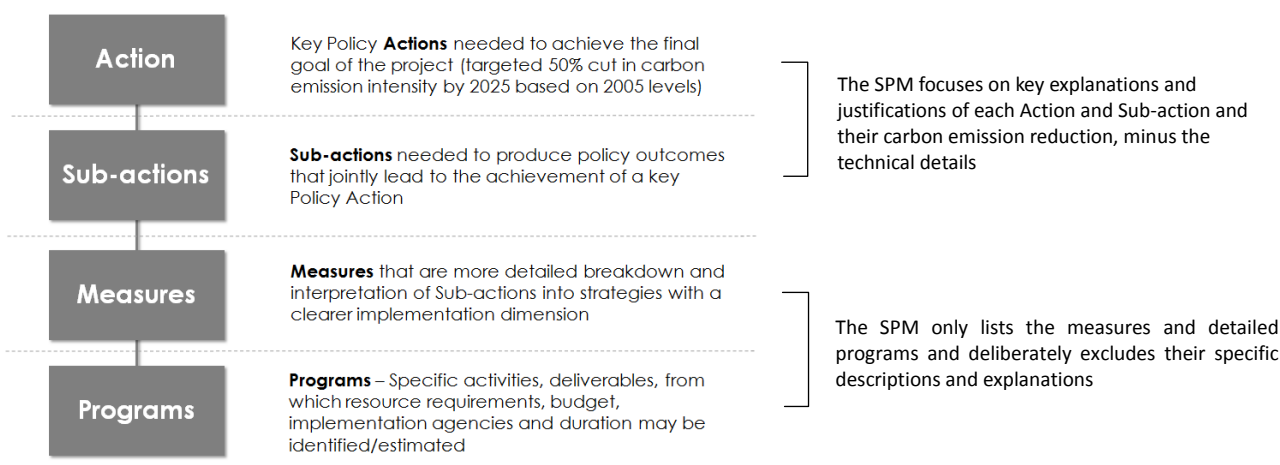 Action
Key Policy Actions needed to achieve the final
goal of the project (targeted 50% cut in carbon
emission intensity by 2025 based on 2005 levels)
Sub-actions
Sub-actions needed to produce policy outcomes
that jointly lead to the achievement of a key
Policy Action
The SPM focuses on key explanations and
justifications of each Action and Sub-action and
their carbon emission reduction, minus the
technical details
Measures
Measures that are more detailed breakdown and
interpretation of Sub-actions into strategies with a
clearer implementation dimension
Programs
Programs – Specific activities, deliverables, from
which resource requirements, budget,
implementation agencies and duration may be
identified/estimated
The SPM only lists the measures and detailed
programs and deliberately excludes their specific
descriptions and explanations